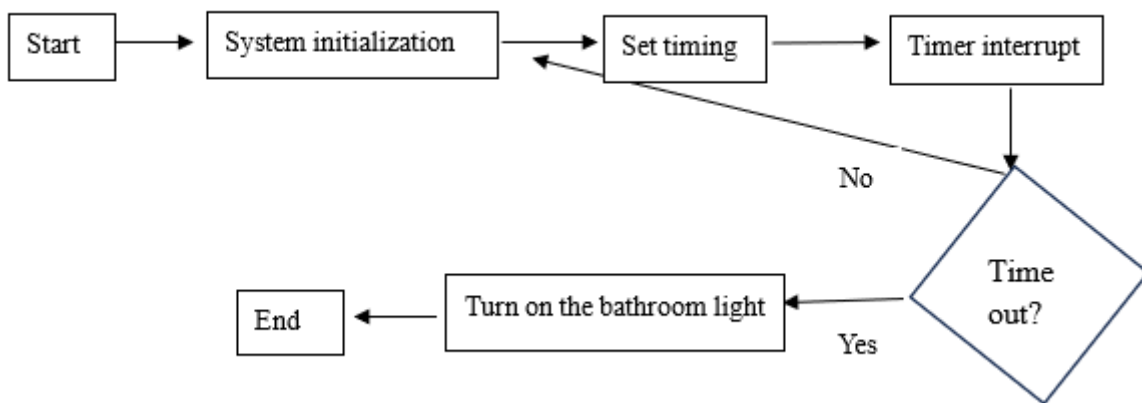 Start
System initialization
Set timing
Timer interrupt
No
Time
out?
Yes
Turn on the bathroom light
End